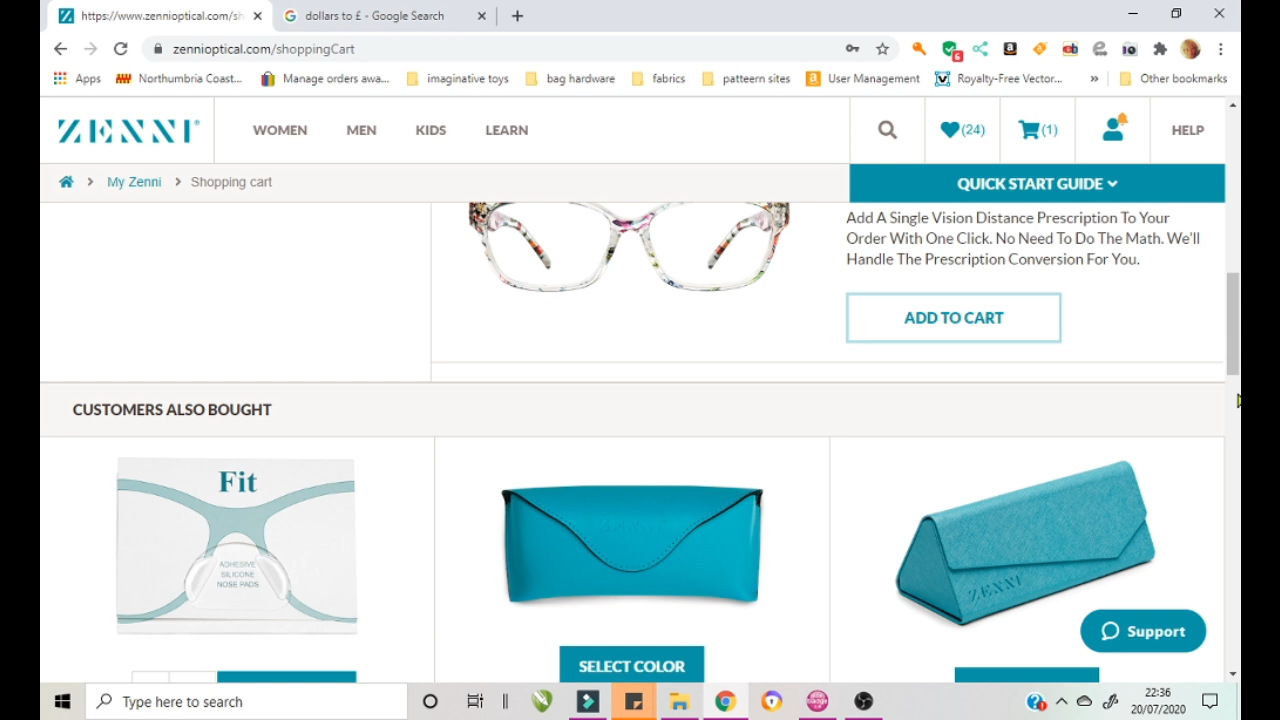 https://www.zennioptical.com/sh
dollars to £ - Google Search
zennioptical.com/shoppingCart
Apps
Northumbria Coast...
Manage orders awa...
imaginative toys
bag hardware
fabrics
patteern sites
User Management
Royalty-Free Vector...
»
Other bookmarks
ZENNI®
WOMEN
MEN
KIDS
LEARN
(24)
(1)
HELP
My Zenni
Shopping cart
QUICK START GUIDE
Add A Single Vision Distance Prescription To Your
Order With One Click. No Need To Do The Math. We'll
Handle The Prescription Conversion For You.
ADD TO CART
CUSTOMERS ALSO BOUGHT
Fit
ADHESIVE
SILICONE
NOSE PADS
ZENNI
ZENNI
SELECT COLOR
Support
Type here to search
22:36
20/07/2020